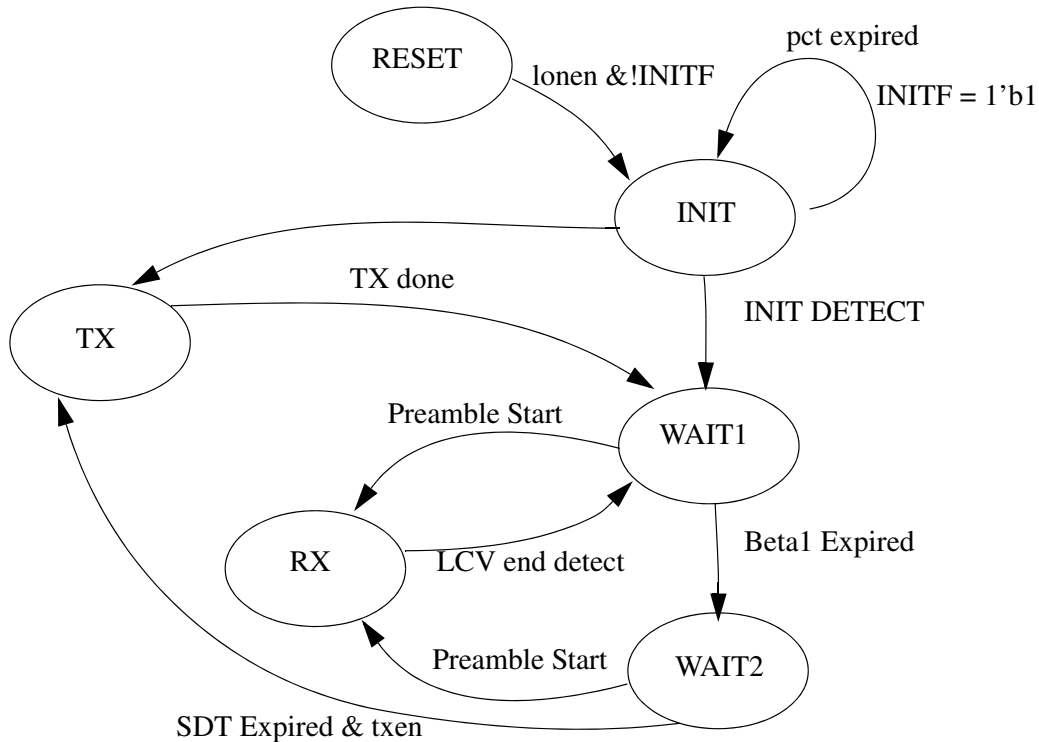 pct expired
RESET
lonen &!INITF
INITF = 1’b1
INIT
TX done
INIT DETECT
TX
Preamble Start
WAIT1
Beta1 Expired
RX
LCV end detect
Preamble Start
WAIT2
SDT Expired & txen